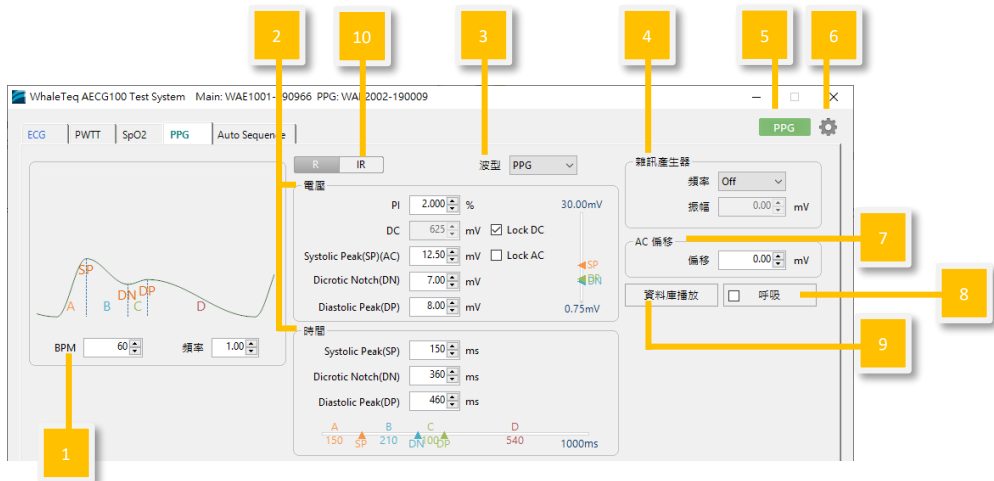 2
10
3
4
5
6
WhaleTeq AECG100 Test System Main: WAE1001- 90966 PPG: WAE2002-190009
ECG PWTT SpO2 PPG Auto Sequence
PPG
R IR
波型 PPG
電壓
PI 2.000 %
DC 625 mV Lock DC
Systolic Peak(SP)(AC) 12.50 mV Lock AC
Dicrotic Notch(DN) 7.00 mV
Diastolic Peak(DP) 8.00 mV
30.00mV
SP
DN
0.75mV
時間
Systolic Peak(SP) 150 ms
Dicrotic Notch(DN) 360 ms
Diastolic Peak(DP) 460 ms
A B C D
150 SP 210 DN 100 DP 540 1000ms
SP
DN DP
A B C D
BPM 60 頻率 1.00
1
雜訊產生器
頻率 Off
振幅 0.00 mV
AC 偏移
偏移 0.00 mV
7
資料庫播放 呼吸
8
9